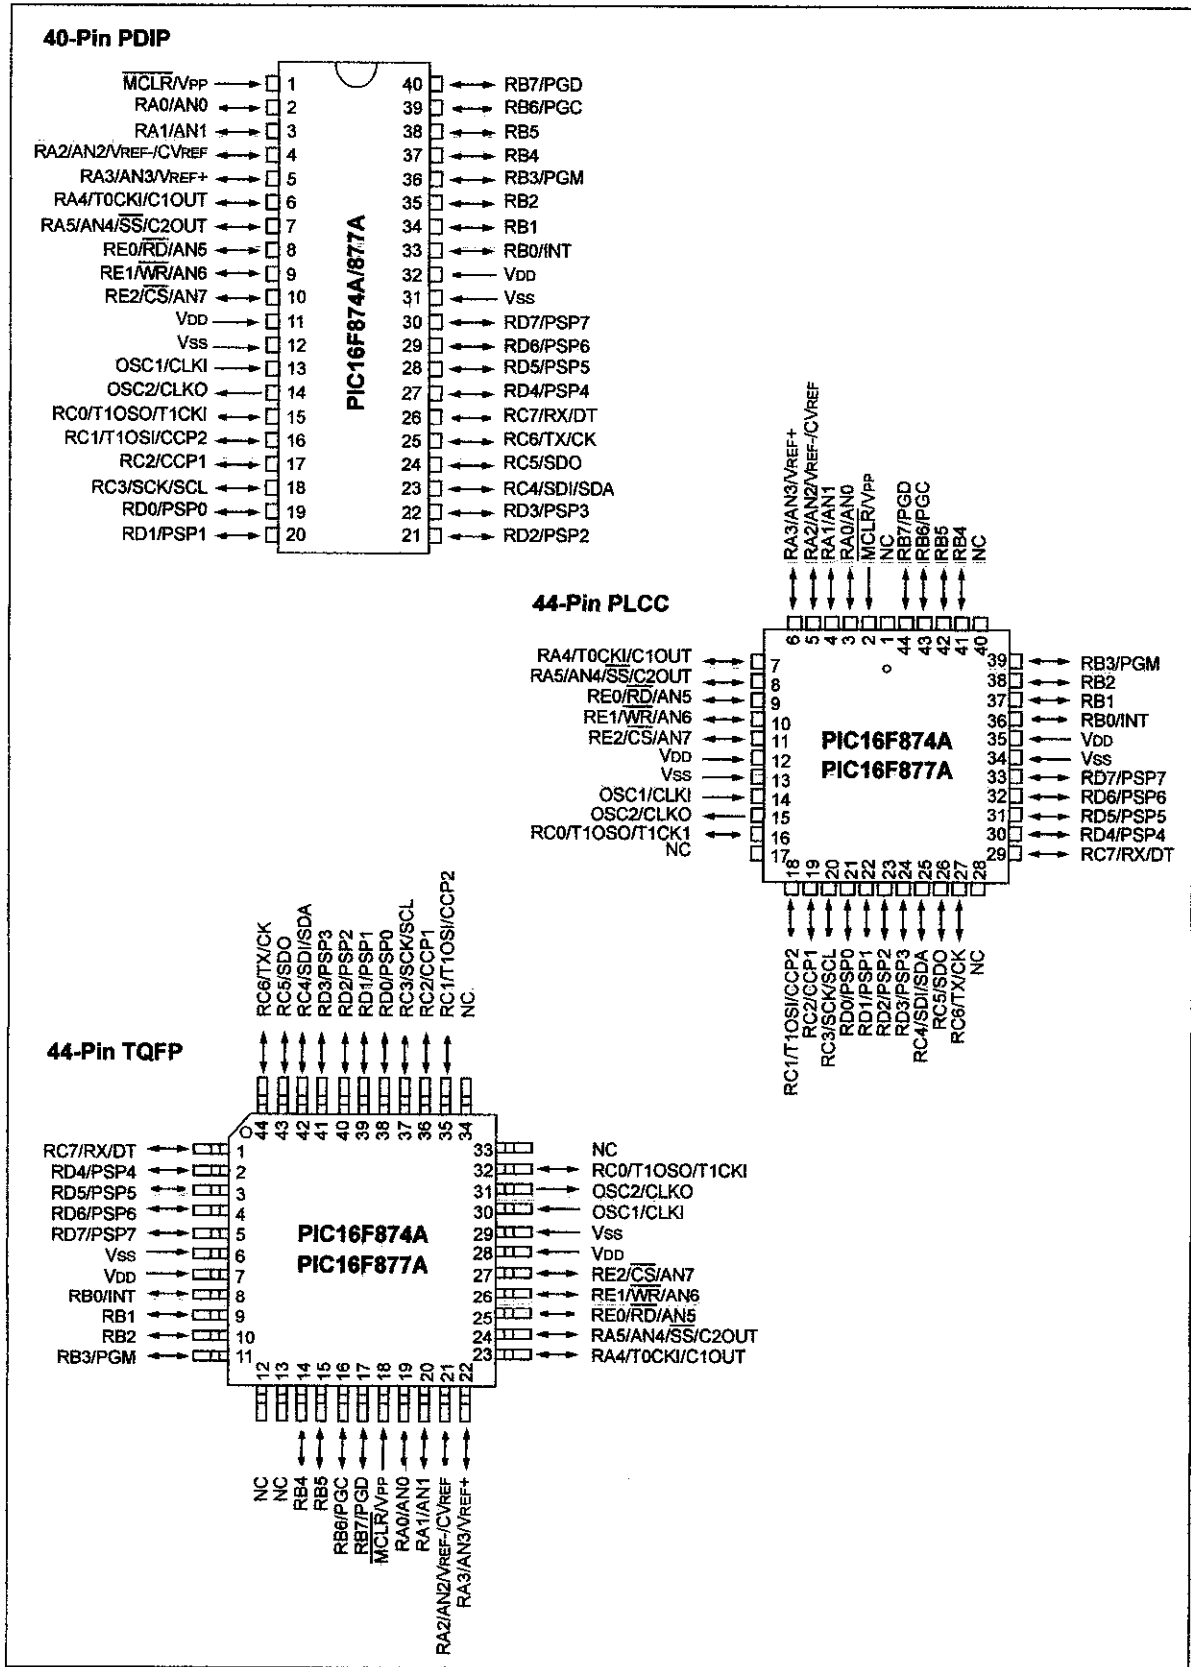 40-Pin PDIP
MCLR/VPP 1
RA0/AN0 2
RA1/AN1 3
RA2/AN2/VREF-/CVREF 4
RA3/AN3/VREF+ 5
RA4/T0CKI/C1OUT 6
RA5/AN4/SS/C2OUT 7
RE0/RD/AN5 8
RE1/WR/AN6 9
RE2/CS/AN7 10
VDD 11
VSS 12
OSC1/CLKI 13
OSC2/CLKO 14
RC0/T1OSO/T1CKI 15
RC1/T1OSI/CCP2 16
RC2/CCP1 17
RC3/SCK/SCL 18
RD0/PSP0 19
RD1/PSP1 20
PIC16F874A/877A
40 RB7/PGD
39 RB6/PGC
38 RB5
37 RB4
36 RB3/PGM
35 RB2
34 RB1
33 RB0/INT
32 VDD
31 VSS
30 RD7/PSP7
29 RD6/PSP6
28 RD5/PSP5
27 RD4/PSP4
26 RC7/RX/DT
25 RC6/TX/CK
24 RC5/SDO
23 RC4/SDI/SDA
22 RD3/PSP3
21 RD2/PSP2
44-Pin PLCC
RA3/AN3/VREF+ 6
RA2/AN2/VREF-/CVREF 5
RA1/AN1 4
RA0/AN0 3
MCLR/VPP 2
NC 1
RB7/PGD 44
RB6/PGC 43
RB5 42
RB4 41
NC 40
RA4/T0CKI/C1OUT 7
RA5/AN4/SS/C2OUT 8
RE0/RD/AN5 9
RE1/WR/AN6 10
RE2/CS/AN7 11
VDD 12
VSS 13
OSC1/CLKI 14
OSC2/CLKO 15
RC0/T1OSO/T1CK1 16
NC 17
PIC16F874A
PIC16F877A
39 RB3/PGM
38 RB2
37 RB1
36 RB0/INT
35 VDD
34 VSS
33 RD7/PSP7
32 RD6/PSP6
31 RD5/PSP5
30 RD4/PSP4
29 RC7/RX/DT
18 RC1/T1OSI/CCP2
19 RC2/CCP1
20 RC3/SCK/SCL
21 RD0/PSP0
22 RD1/PSP1
23 RD2/PSP2
24 RD3/PSP3
25 RC4/SDI/SDA
26 RC5/SDO
27 RC6/TX/CK
28 NC
44-Pin TQFP
RC6/TX/CK 44
RC5/SDO 43
RC4/SDI/SDA 42
RD3/PSP3 41
RD2/PSP2 40
RD1/PSP1 39
RD0/PSP0 38
RC3/SCK/SCL 37
RC2/CCP1 36
RC1/T1OSI/CCP2 35
NC 34
RC7/RX/DT 1
RD4/PSP4 2
RD5/PSP5 3
RD6/PSP6 4
RD7/PSP7 5
VSS 6
VDD 7
RB0/INT 8
RB1 9
RB2 10
RB3/PGM 11
PIC16F874A
PIC16F877A
33 NC
32 RC0/T1OSO/T1CKI
31 OSC2/CLKO
30 OSC1/CLKI
29 VSS
28 VDD
27 RE2/CS/AN7
26 RE1/WR/AN6
25 RE0/RD/AN5
24 RA5/AN4/SS/C2OUT
23 RA4/T0CKI/C1OUT
12 NC
13 NC
14 RB4
15 RB5
16 RB6/PGC
17 RB7/PGD
18 MCLR/VPP
19 RA0/AN0
20 RA1/AN1
21 RA2/AN2/VREF-/CVREF
22 RA3/AN3/VREF+